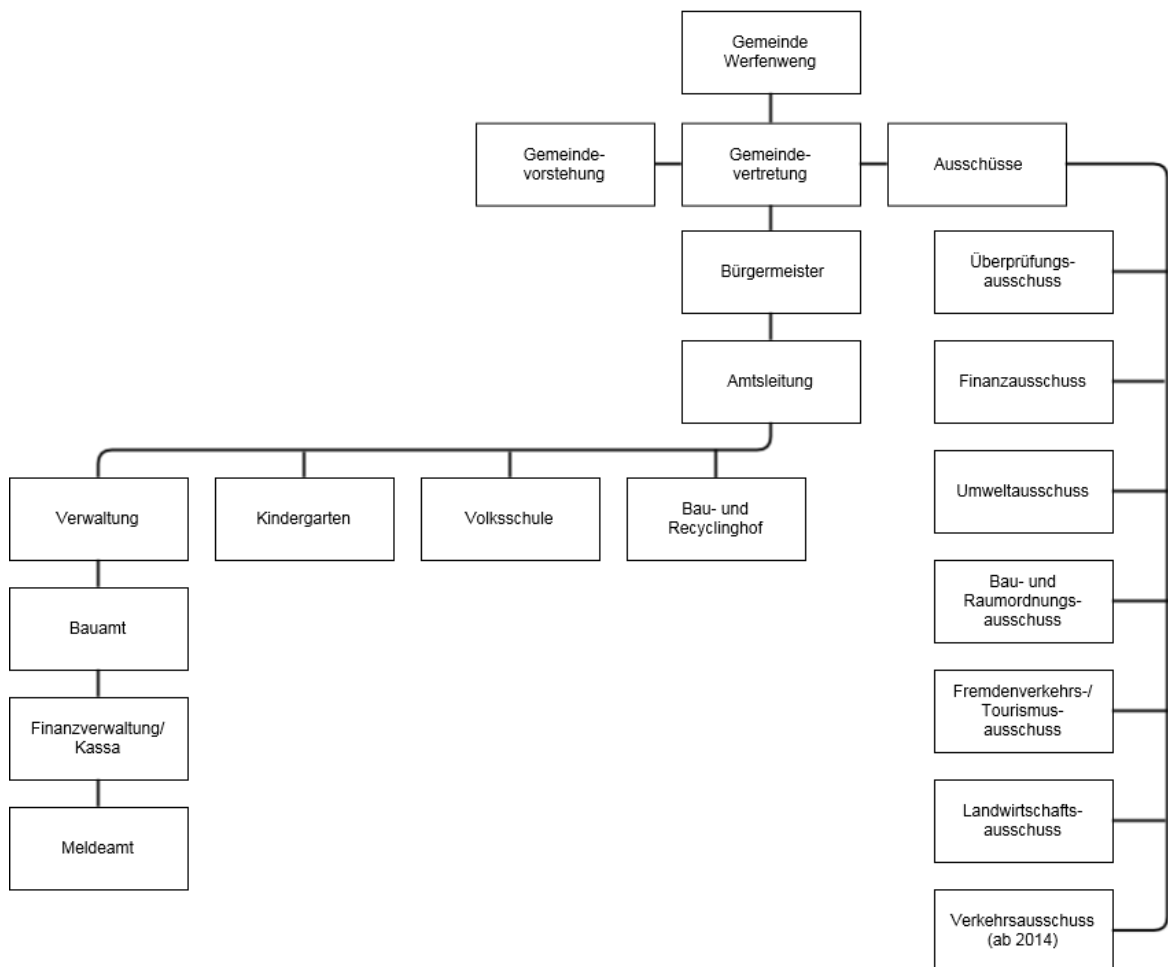 Gemeinde
Werfenweng
Gemeinde-
vorstehung
Gemeinde-
vertretung
Ausschüsse
Bürgermeister
Überprüfungs-
ausschuss
Amtsleitung
Finanzausschuss
Verwaltung
Kindergarten
Volksschule
Bau- und
Recyclinghof
Umweltausschuss
Bauamt
Bau- und
Raumordnungs-
ausschuss
Finanzverwaltung/
Kassa
Fremdenverkehrs-/
Tourismus-
ausschuss
Meldeamt
Landwirtschafts-
ausschuss
Verkehrsausschuss
(ab 2014)